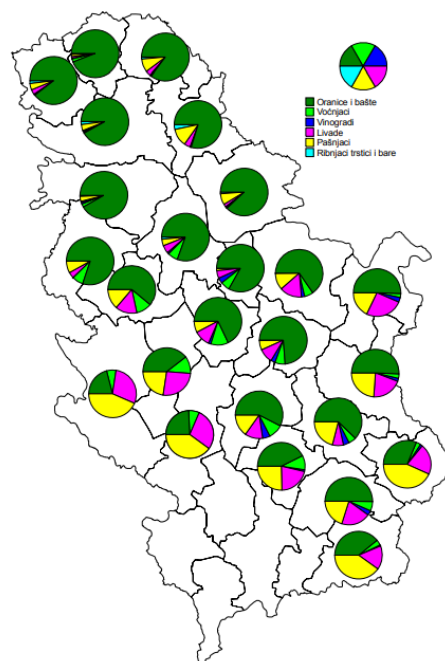 Oranice i bašte
Voćnjaci
Vinogradi
Livade
Pašnjaci
Ribnjaci trstici i bare